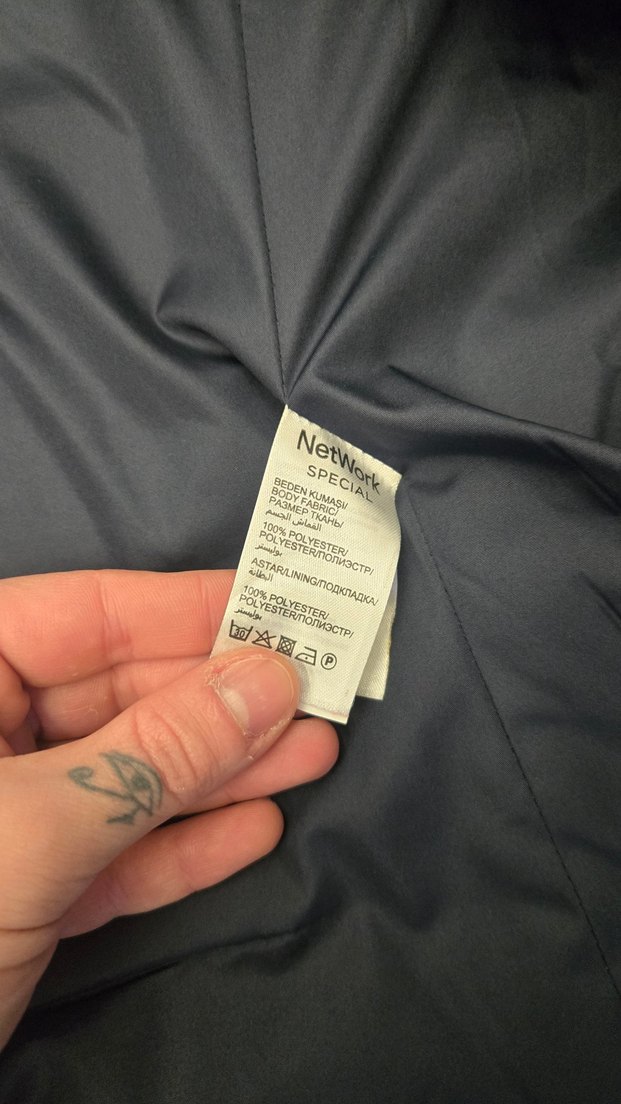 NetWork
SPECIAL
BEDEN KUMAŞI/
BODY FABRIC/
РАЗМЕР ТКАНЬ/
القماش الجسم
100% POLYESTER/
POLYESTER/ПОЛИЭСТР/
بوليستر
ASTAR/LINING/ПОДКЛАДКА/
البطانة
100% POLYESTER/
POLYESTER/ПОЛИЭСТР/
بوليستر
30 P